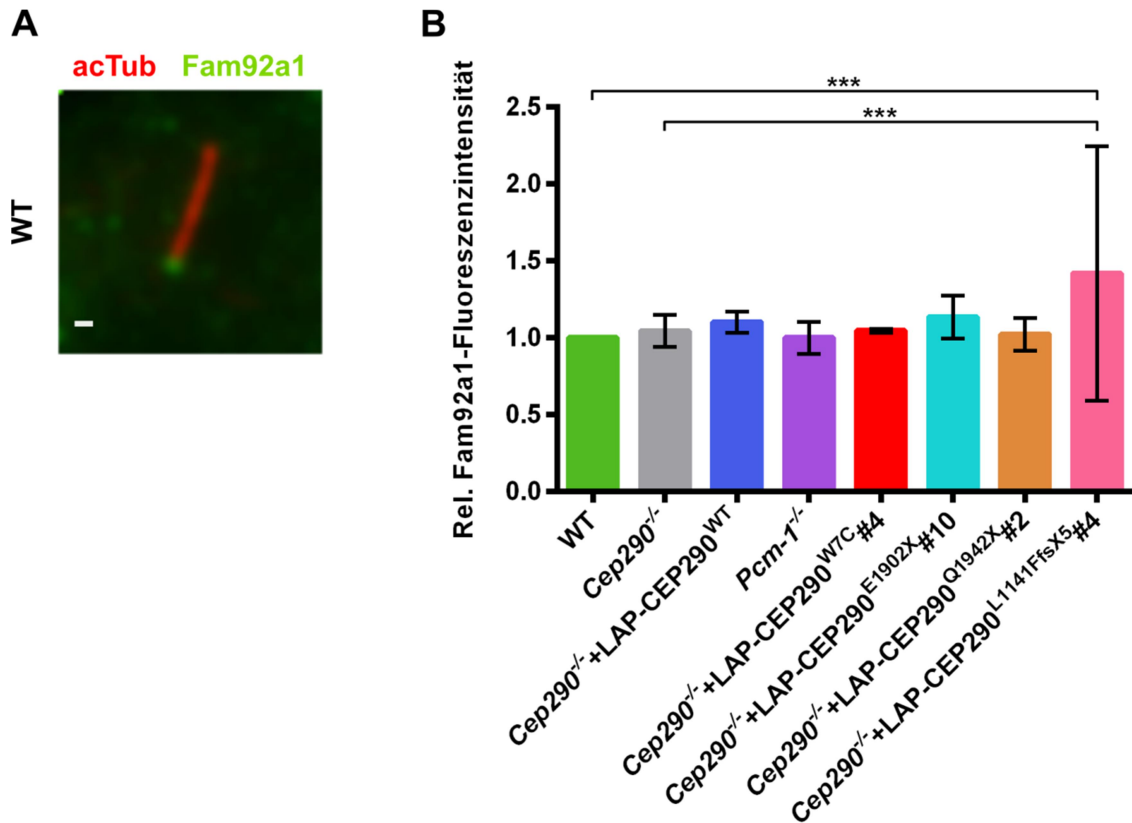 A
acTub Fam92a1
WT
B
Rel. Fam92a1-Fluoreszenzintensität
***
***
2.5
2.0
1.5
1.0
0.5
0.0
WT
Cep290-/-
Cep290-/-+LAP-CEP290WT
Pcm-1-/-
Cep290-/-+LAP-CEP290W7C#4
Cep290-/-+LAP-CEP290E1902X#10
Cep290-/-+LAP-CEP290Q1942X#2
Cep290-/-+LAP-CEP290L1141FfsX5#4